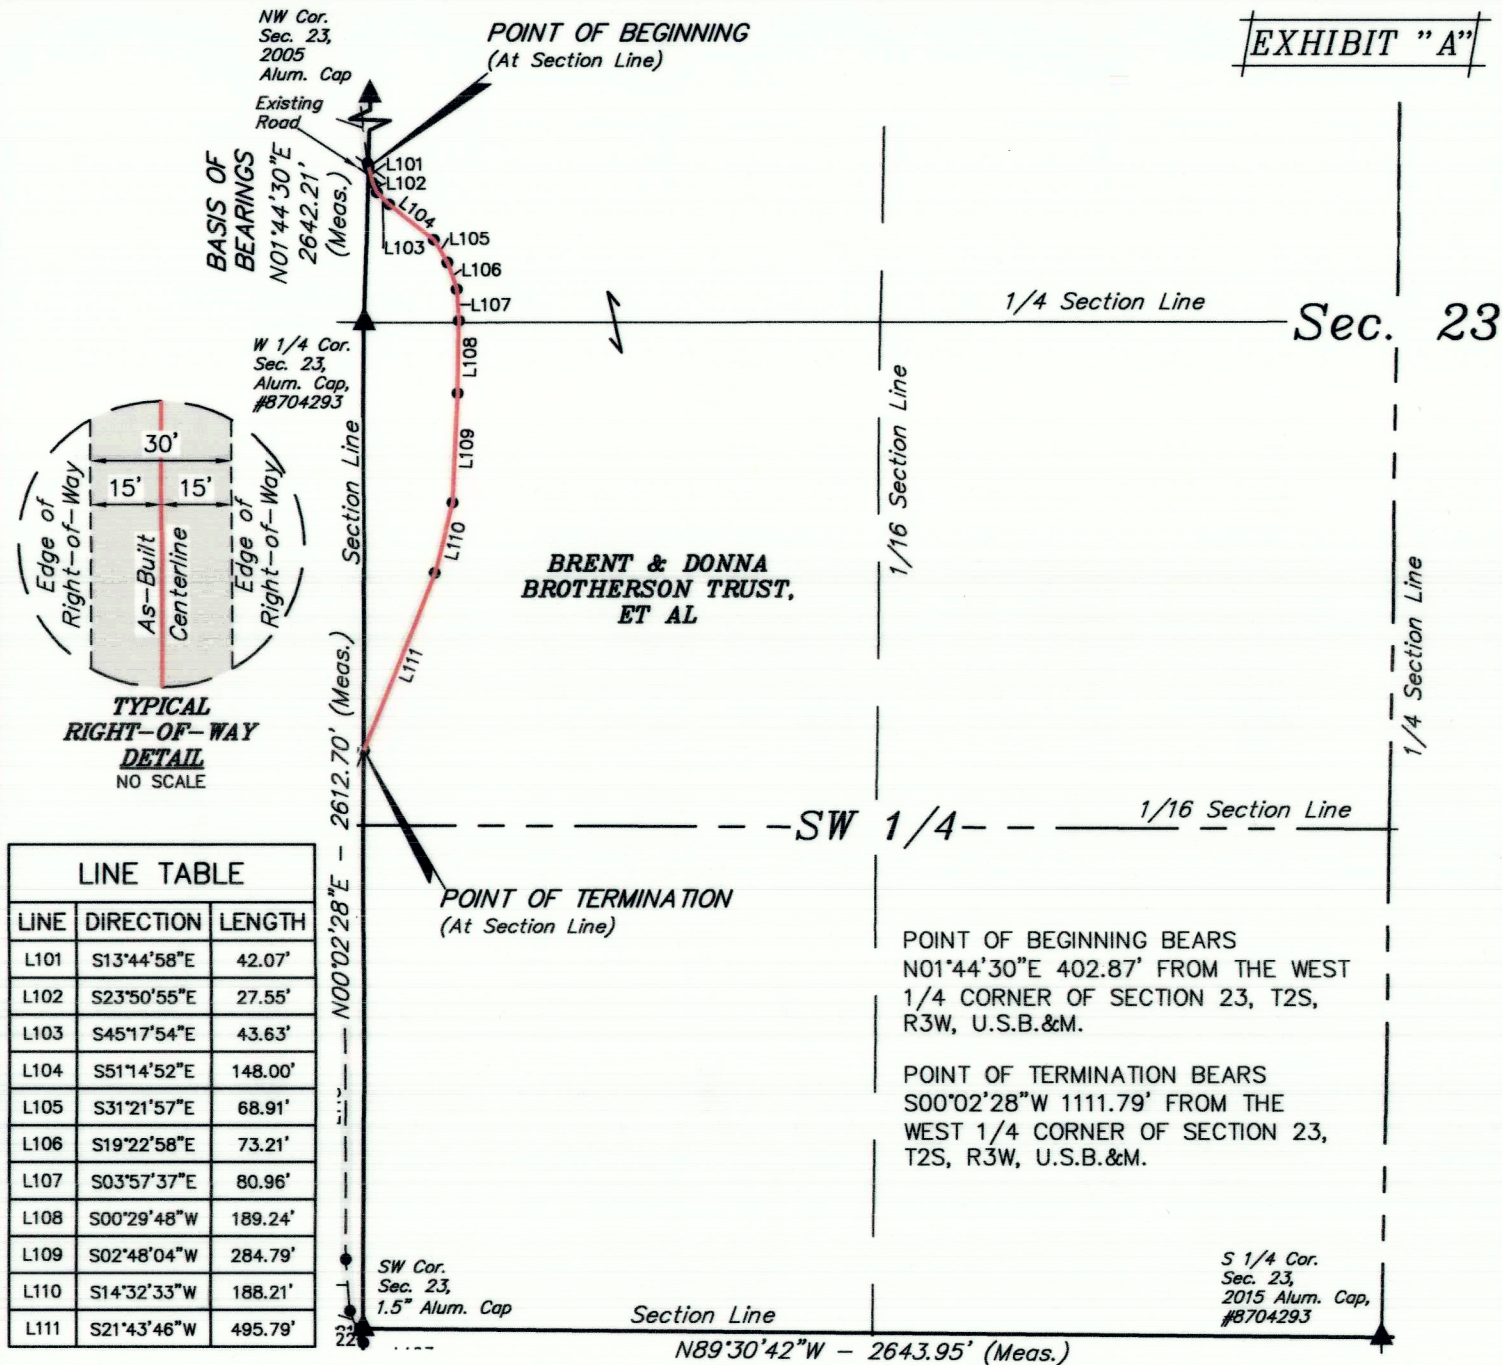 EXHIBIT "A"
NW Cor.
Sec. 23,
2005
Alum. Cap
POINT OF BEGINNING
(At Section Line)
Existing
Road
BASIS OF
BEARINGS
N01°44'30"E
2642.21'
(Meas.)
L101
L102
L103
L104
L105
L106
L107
L108
L109
L110
L111
1/4 Section Line
Sec. 23
W 1/4 Cor.
Sec. 23,
Alum. Cap,
#8704293
Section Line
1/16 Section Line
1/4 Section Line
30'
15'
15'
Edge of
Right-of-Way
As-Built
Centerline
Edge of
Right-of-Way
TYPICAL
RIGHT-OF-WAY
DETAIL
NO SCALE
BRENT & DONNA
BROTHERSON TRUST,
ET AL
N00°02'28"E - 2612.70' (Meas.)
1/16 Section Line
SW 1/4
POINT OF TERMINATION
(At Section Line)
LINE TABLE
LINE DIRECTION LENGTH
L101 S13°44'58"E 42.07'
L102 S23°50'55"E 27.55'
L103 S45°17'54"E 43.63'
L104 S51°14'52"E 148.00'
L105 S31°21'57"E 68.91'
L106 S19°22'58"E 73.21'
L107 S03°57'37"E 80.96'
L108 S00°29'48"W 189.24'
L109 S02°48'04"W 284.79'
L110 S14°32'33"W 188.21'
L111 S21°43'46"W 495.79'
POINT OF BEGINNING BEARS
N01°44'30"E 402.87' FROM THE WEST
1/4 CORNER OF SECTION 23, T2S,
R3W, U.S.B.&M.
POINT OF TERMINATION BEARS
S00°02'28"W 1111.79' FROM THE
WEST 1/4 CORNER OF SECTION 23,
T2S, R3W, U.S.B.&M.
SW Cor.
Sec. 23,
1.5" Alum. Cap
22
Section Line
N89°30'42"W - 2643.95' (Meas.)
S 1/4 Cor.
Sec. 23,
2015 Alum. Cap,
#8704293